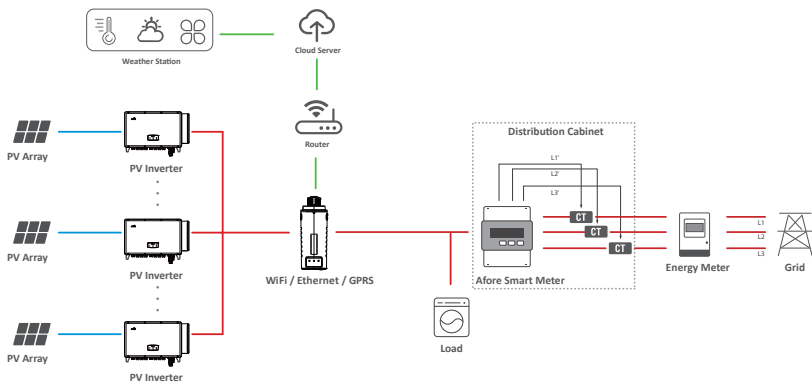 Weather Station
Cloud Server
Router
PV Array
PV Inverter
PV Array
PV Inverter
PV Array
PV Inverter
WiFi / Ethernet / GPRS
Load
Distribution Cabinet
L1'
L2'
L3'
CT
CT
CT
Afore Smart Meter
Energy Meter
L1
L2
L3
Grid